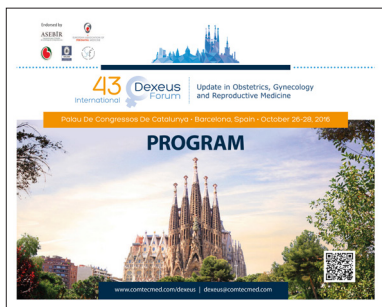 Endorsed by
ASEBIR
43 International
Dexeus Forum
Update in Obstetrics, Gynecology
and Reproductive Medicine
Palau De Congressos De Catalunya • Barcelona, Spain • October 26-28, 2016
PROGRAM
www.comtecmed.com/dexeus | dexeus@comtecmed.com